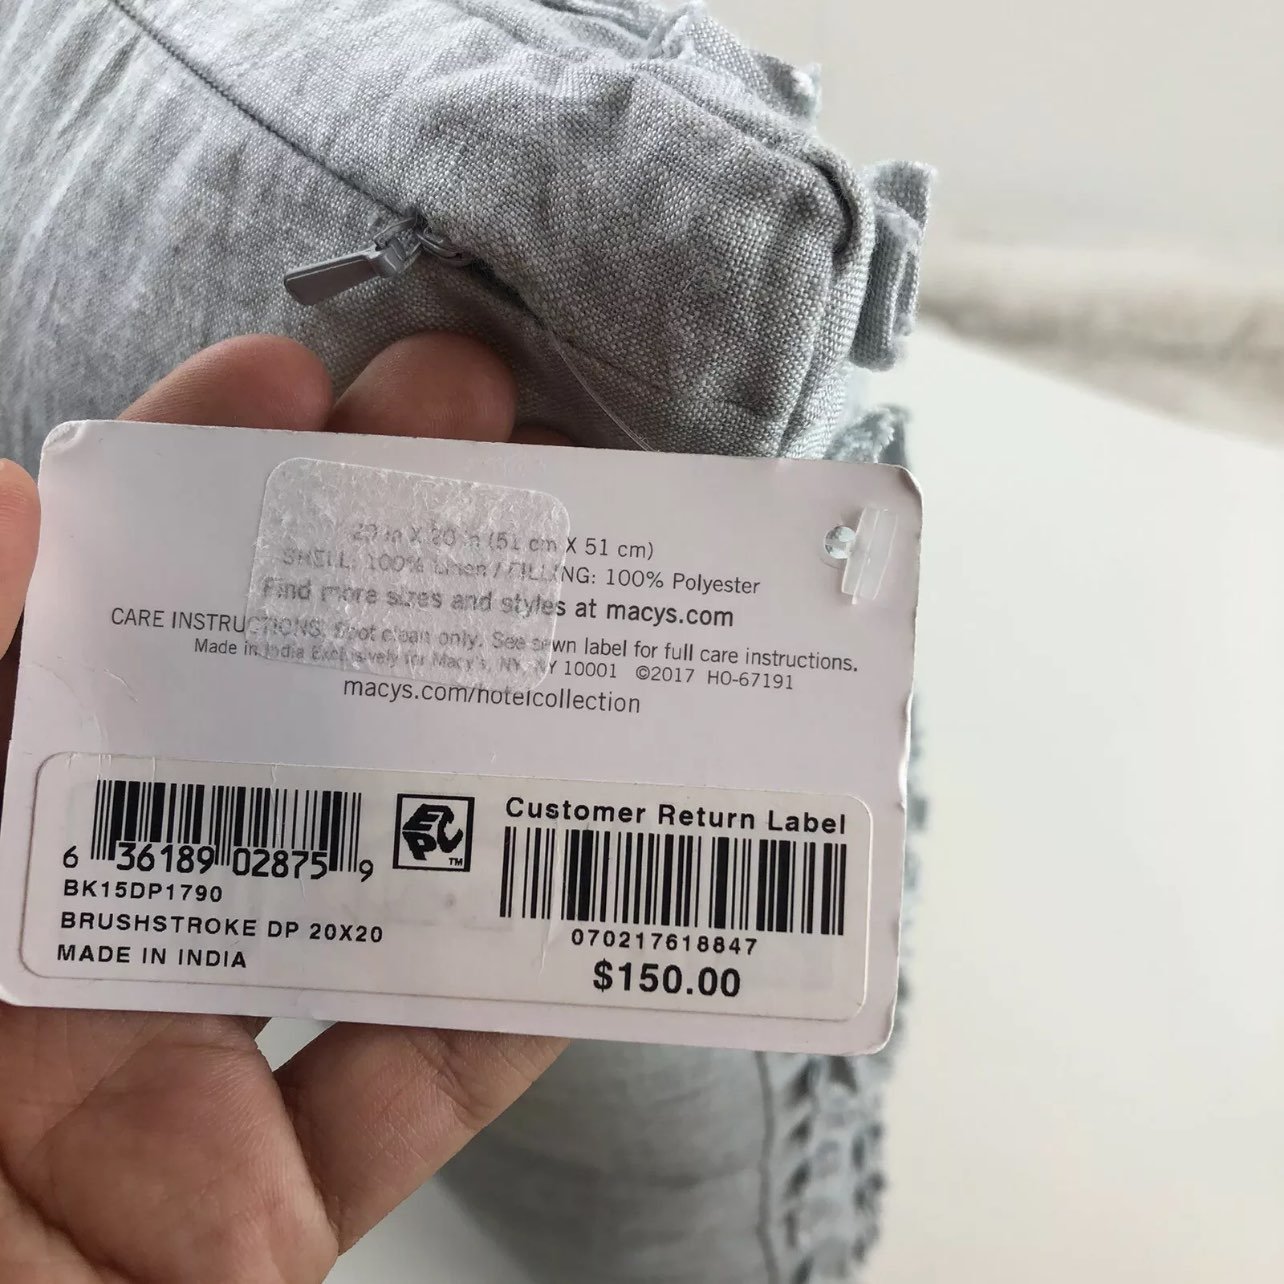 20 in X 20 in (51 cm X 51 cm)
SHELL: 100% Linen / FILLING: 100% Polyester
Find more sizes and styles at macys.com
CARE INSTRUCTIONS: Spot clean only. See sewn label for full care instructions.
Made in India Exclusively for Macy's, NY, NY 10001 ©2017 HO-67191
macys.com/hotelcollection
Customer Return Label
6 36189 02875 9
EPC TM
BK15DP1790
BRUSHSTROKE DP 20X20
MADE IN INDIA
070217618847
$150.00